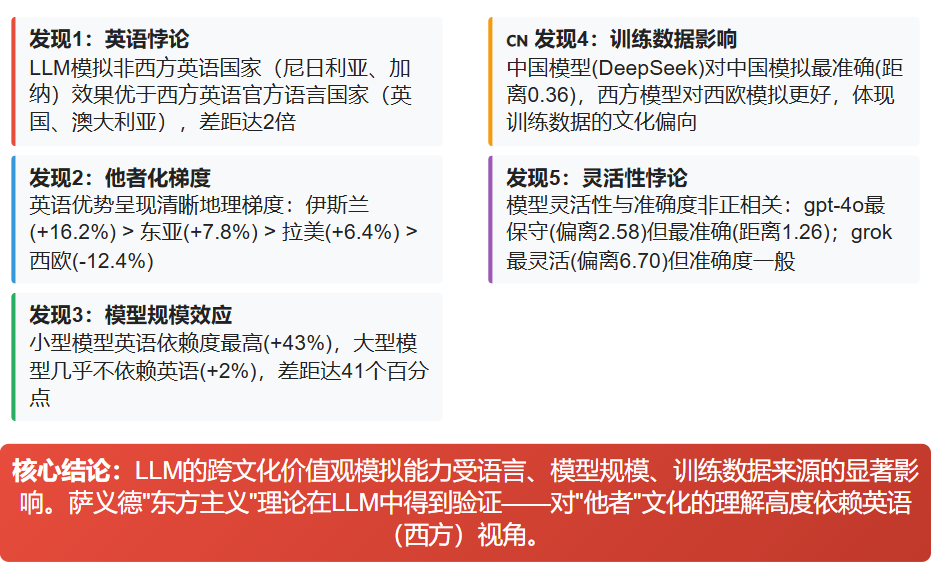 发现1：英语悖论
LLM模拟非西方英语国家（尼日利亚、加
纳）效果优于西方英语官方语言国家（英
国、澳大利亚），差距达2倍
发现2：他者化梯度
英语优势呈现清晰地理梯度：伊斯兰
(+16.2%) > 东亚(+7.8%) > 拉美(+6.4%) >
西欧(-12.4%)
发现3：模型规模效应
小型模型英语依赖度最高(+43%)，大型模
型几乎不依赖英语(+2%)，差距达41个百分
点
CN 发现4：训练数据影响
中国模型(DeepSeek)对中国模拟最准确(距
离0.36)，西方模型对西欧模拟更好，体现
训练数据的文化偏向
发现5：灵活性悖论
模型灵活性与准确度非正相关：gpt-4o最
保守(偏离2.58)但最准确(距离1.26)；grok
最灵活(偏离6.70)但准确度一般
核心结论：LLM的跨文化价值观模拟能力受语言、模型规模、训练数据来源的显著影
响。萨义德"东方主义"理论在LLM中得到验证——对"他者"文化的理解高度依赖英语
（西方）视角。